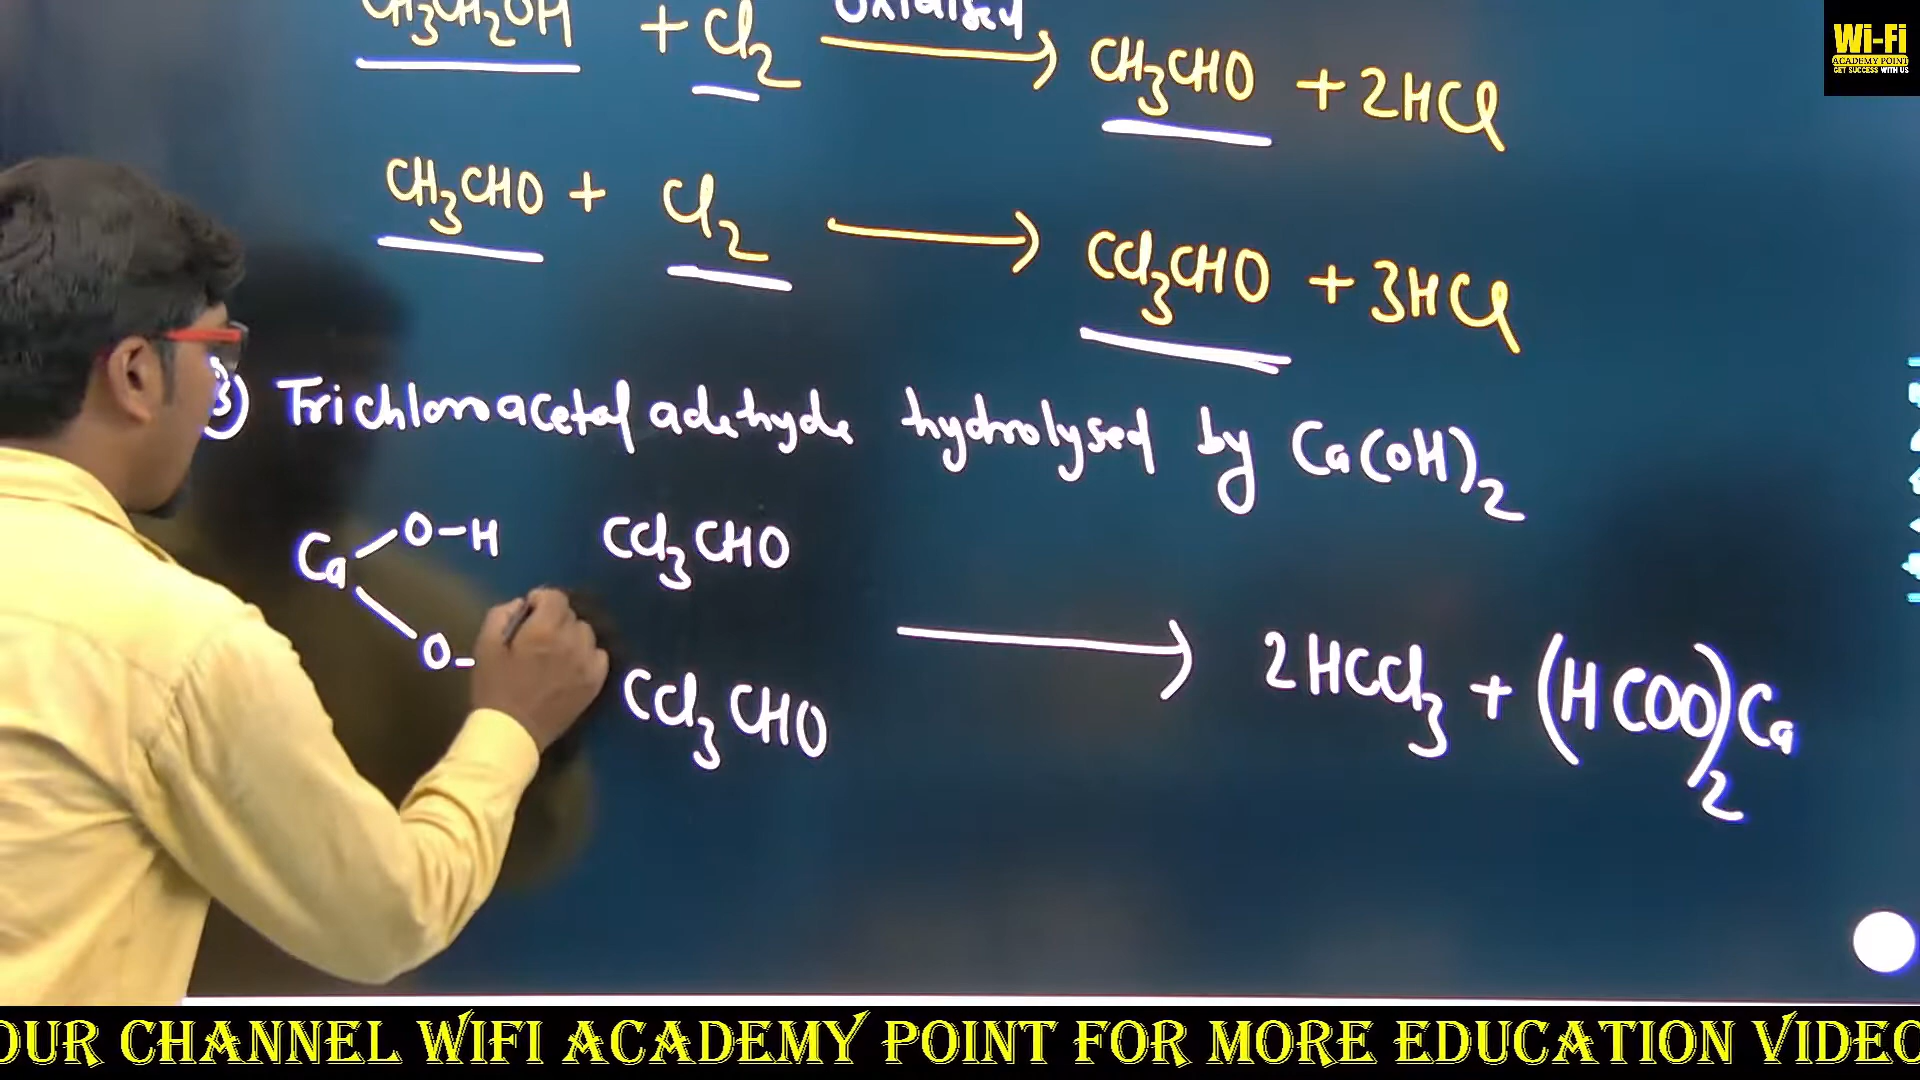 CH3CH2OH + Cl2 oxidised → CH3CHO + 2HCl
Wi-Fi
ACADEMY POINT
GET SUCCESS WITH US
CH3CHO + Cl2 → CCl3CHO + 3HCl
3) Trichloroacetal adehyde hydrolysed by Ca(OH)2
Ca O-H CCl3CHO
O- CCl3CHO → 2HCCl3 + (HCOO)2Ca
OUR CHANNEL WIFI ACADEMY POINT FOR MORE EDUCATION VIDEO